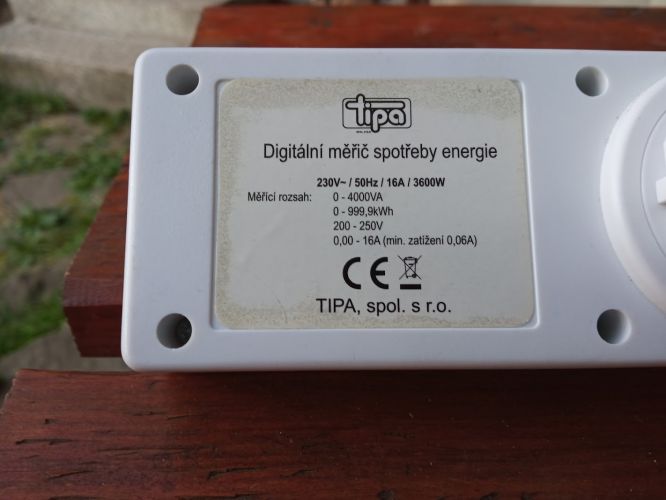 tipa
Digitální měřič spotřeby energie
230V~ / 50Hz / 16A / 3600W
Měřící rozsah: 0 - 4000VA
0 - 999,9kWh
200 - 250V
0,00 - 16A (min. zatížení 0,06A)
CE
TIPA, spol. s r.o.